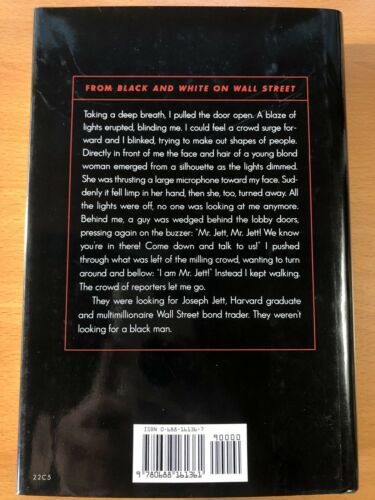 FROM BLACK AND WHITE ON WALL STREET
Taking a deep breath, I pulled the door open. A blaze of
lights erupted, blinding me. I could feel a crowd surge for-
ward and I blinked, trying to make out shapes of people.
Directly in front of me the face and hair of a young blond
woman emerged from a silhouette as the lights dimmed.
She was thrusting a large microphone toward my face. Sud-
denly it fell limp in her hand, then she, too, turned away. All
the lights were off, no one was looking at me anymore.
Behind me, a guy was wedged behind the lobby doors,
pressing again on the buzzer: "Mr. Jett, Mr. Jett! We know
you're in there! Come down and talk to us!" I pushed
through what was left of the milling crowd, wanting to
turn around and bellow: "I am Mr. Jett!" Instead I kept walking.
The crowd of reporters let me go.
They were looking for Joseph Jett, Harvard graduate
and multimillionaire Wall Street bond trader. They weren't
looking for a black man.
ISBN 0-688-16136-7
90000
9 780688 161361
22C5